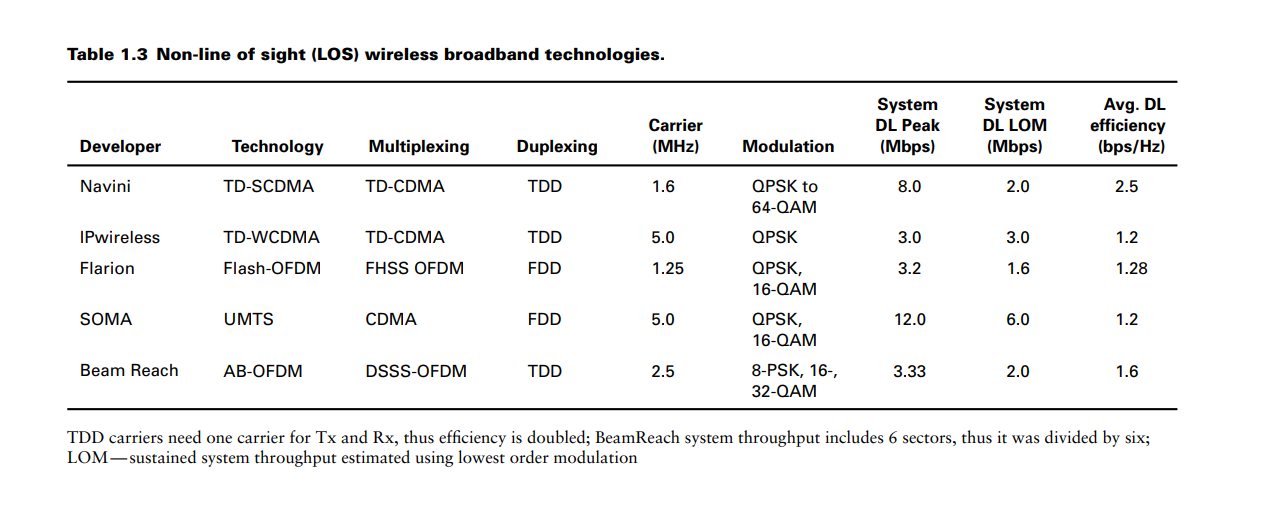 Table 1.3 Non-line of sight (LOS) wireless broadband technologies.
System System Avg. DL
Carrier DL Peak DL LOM efficiency
Developer Technology Multiplexing Duplexing (MHz) Modulation (Mbps) (Mbps) (bps/Hz)
Navini TD-SCDMA TD-CDMA TDD 1.6 QPSK to 8.0 2.0 2.5
64-QAM
IPwireless TD-WCDMA TD-CDMA TDD 5.0 QPSK 3.0 3.0 1.2
Flarion Flash-OFDM FHSS OFDM FDD 1.25 QPSK, 3.2 1.6 1.28
16-QAM
SOMA UMTS CDMA FDD 5.0 QPSK, 12.0 6.0 1.2
16-QAM
Beam Reach AB-OFDM DSSS-OFDM TDD 2.5 8-PSK, 16-, 3.33 2.0 1.6
32-QAM
TDD carriers need one carrier for Tx and Rx, thus efficiency is doubled; BeamReach system throughput includes 6 sectors, thus it was divided by six;
LOM—sustained system throughput estimated using lowest order modulation